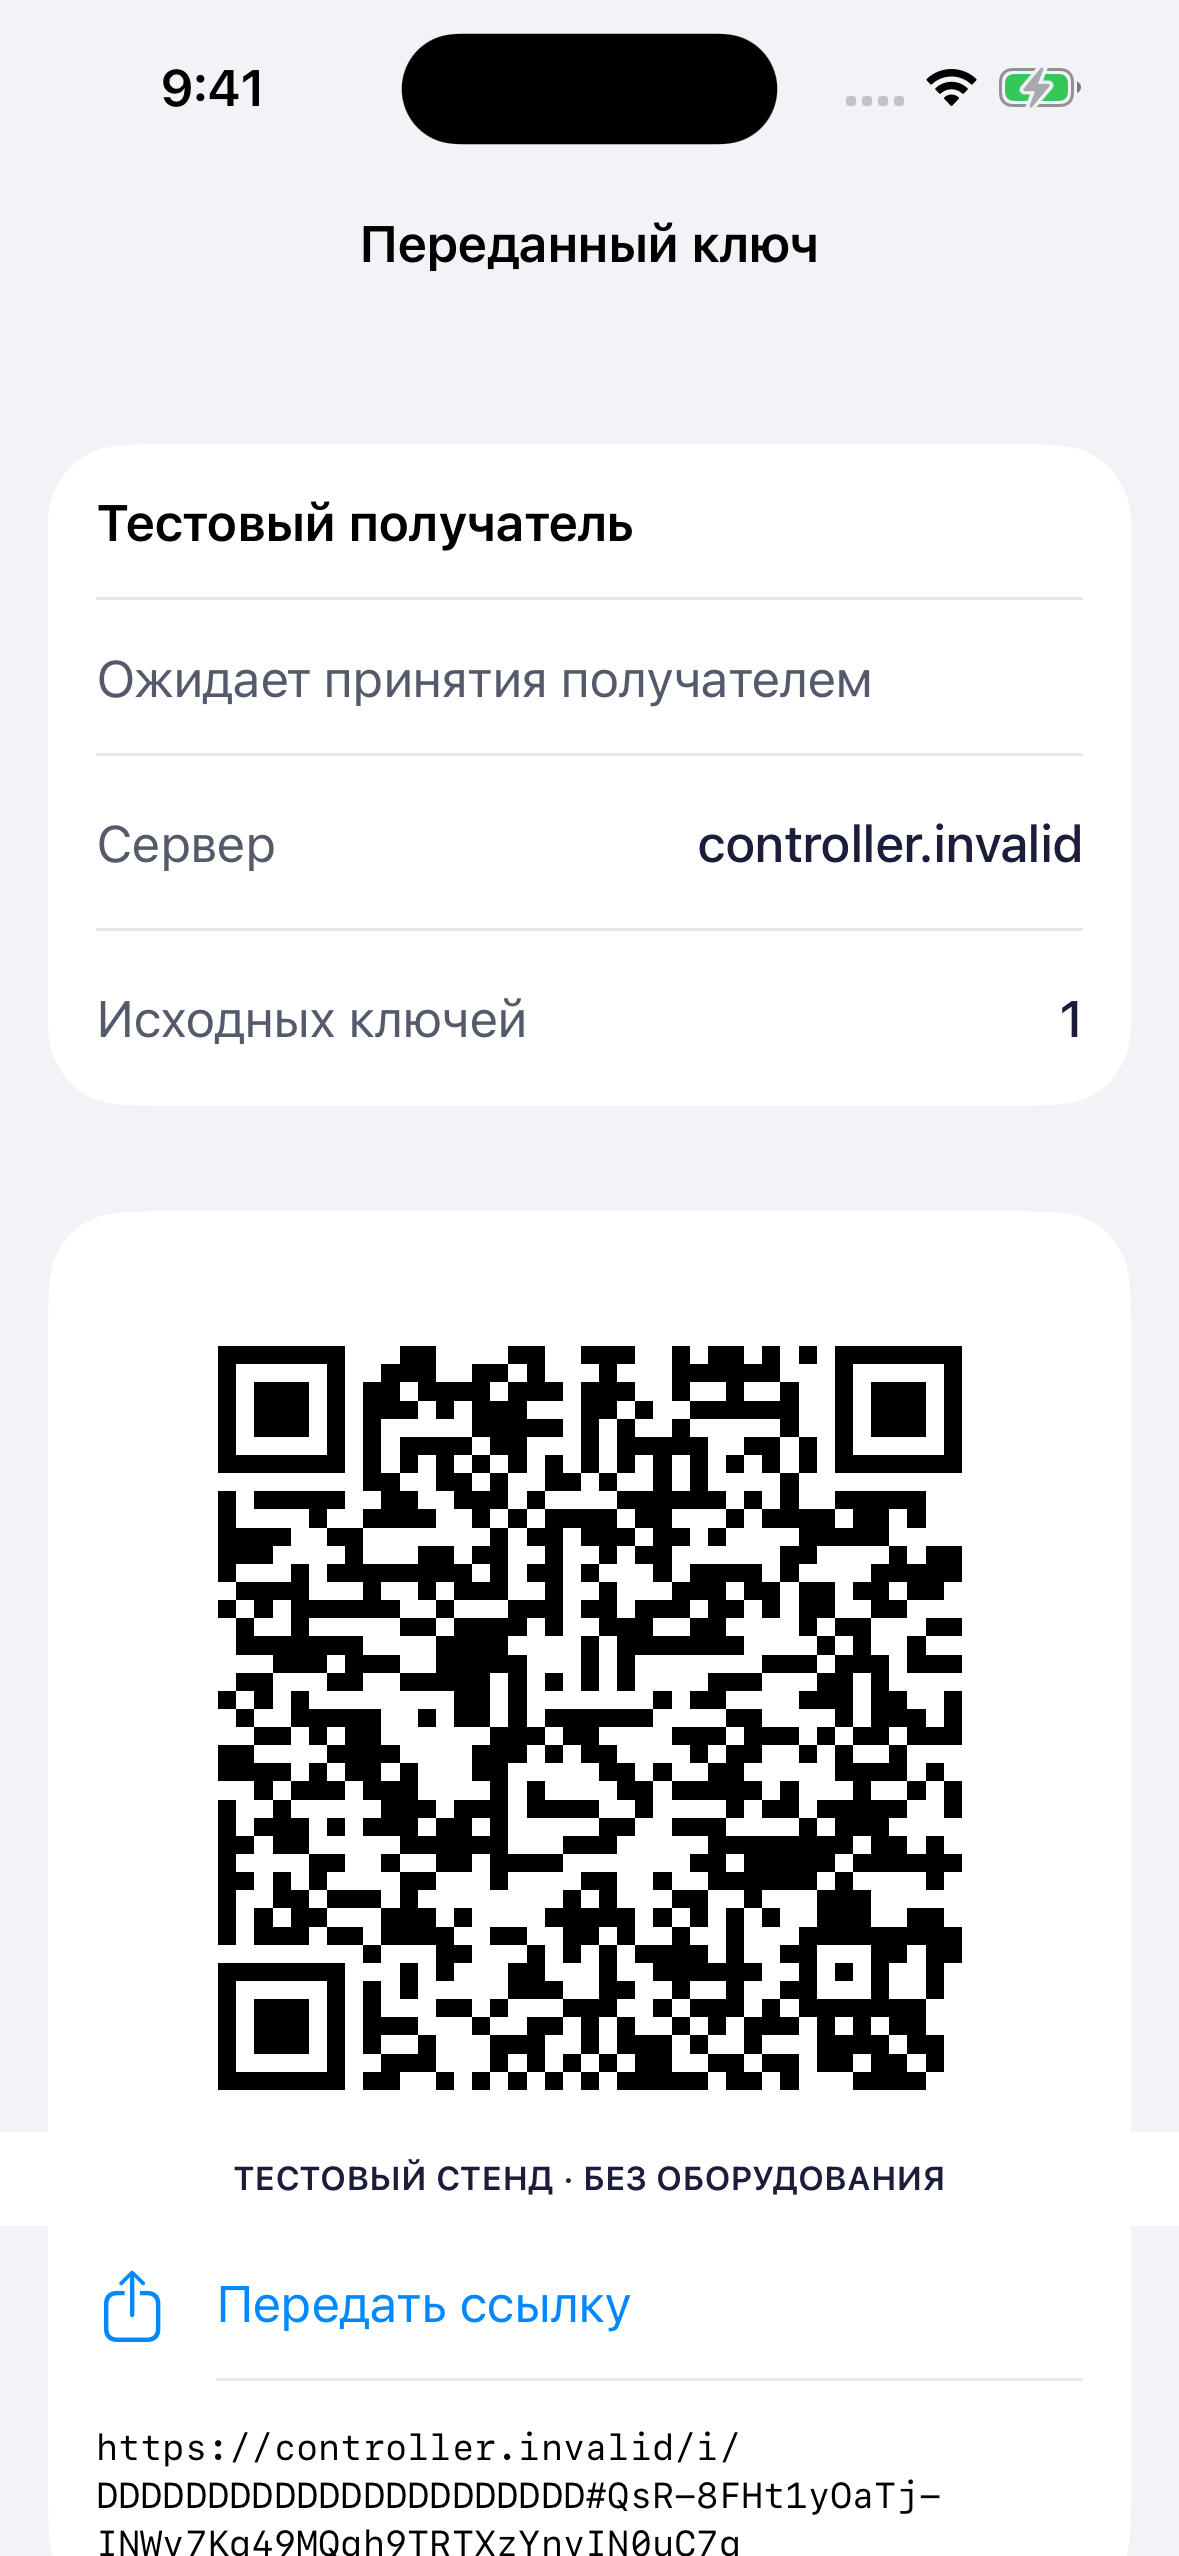 9:41
Переданный ключ
Тестовый получатель
Ожидает принятия получателем
Сервер controller.invalid
Исходных ключей 1
ТЕСТОВЫЙ СТЕНД · БЕЗ ОБОРУДОВАНИЯ
Передать ссылку
https://controller.invalid/i/
DDDDDDDDDDDDDDDDDDDDDD#QsR-8FHt1yOaTj-